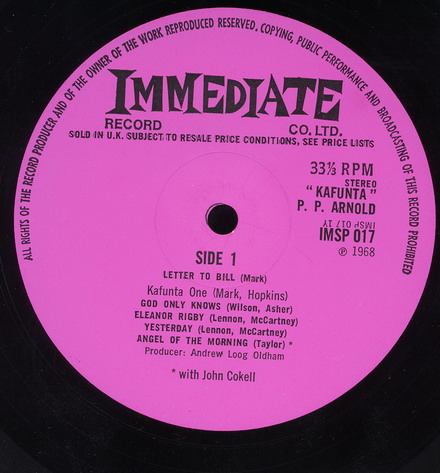 ALL RIGHTS OF THE RECORD PRODUCER AND OF THE OWNER OF THE WORK REPRODUCED RESERVED, COPYING, PUBLIC PERFORMANCE AND BROADCASTING OF THIS RECORD PROHIBITED
IMMEDIATE
RECORD CO. LTD.
SOLD IN U.K. SUBJECT TO RESALE PRICE CONDITIONS, SEE PRICE LISTS
33⅓ RPM
STEREO
"KAFUNTA"
P. P. ARNOLD
IMSP 017 1Y
IMSP 017
℗ 1968
SIDE 1
LETTER TO BILL (Mark)
Kafunta One (Mark, Hopkins)
GOD ONLY KNOWS (Wilson, Asher)
ELEANOR RIGBY (Lennon, McCartney)
YESTERDAY (Lennon, McCartney)
ANGEL OF THE MORNING (Taylor) *
Producer: Andrew Loog Oldham
* with John Cokell